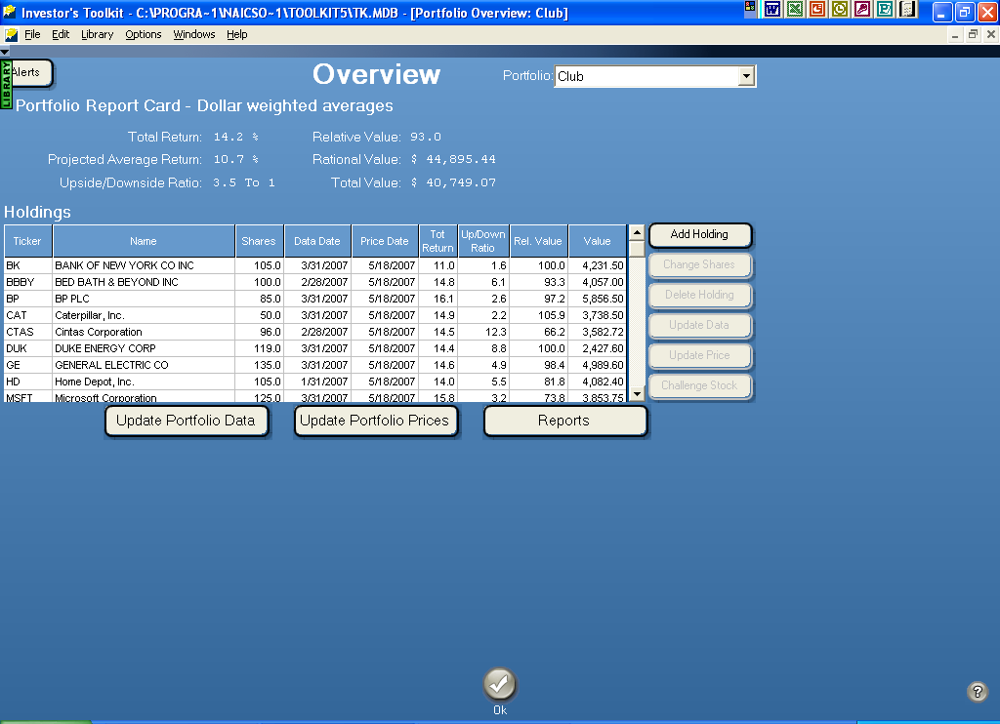 Investor's Toolkit - C:\PROGRA~1\NAICSO~1\TOOLKIT5\TK.MDB - [Portfolio Overview: Club]
File Edit Library Options Windows Help
LIBRARY
Alerts
Overview
Portfolio: Club
Portfolio Report Card - Dollar weighted averages
Total Return: 14.2 % Relative Value: 93.0
Projected Average Return: 10.7 % Rational Value: $ 44,895.44
Upside/Downside Ratio: 3.5 To 1 Total Value: $ 40,749.07
Holdings
Ticker Name Shares Data Date Price Date Tot Return Up/Down Ratio Rel. Value Value
BK BANK OF NEW YORK CO INC 105.0 3/31/2007 5/18/2007 11.0 1.6 100.0 4,231.50
BBBY BED BATH & BEYOND INC 100.0 2/28/2007 5/18/2007 14.8 6.1 93.3 4,057.00
BP BP PLC 85.0 3/31/2007 5/18/2007 16.1 2.6 97.2 5,856.50
CAT Caterpillar, Inc. 50.0 3/31/2007 5/18/2007 14.9 2.2 105.9 3,738.50
CTAS Cintas Corporation 96.0 2/28/2007 5/18/2007 14.5 12.3 66.2 3,582.72
DUK DUKE ENERGY CORP 119.0 3/31/2007 5/18/2007 14.4 8.8 100.0 2,427.60
GE GENERAL ELECTRIC CO 135.0 3/31/2007 5/18/2007 14.6 4.9 98.4 4,989.60
HD Home Depot, Inc. 105.0 1/31/2007 5/18/2007 14.0 5.5 81.8 4,082.40
MSFT Microsoft Corporation 125.0 3/31/2007 5/18/2007 15.8 3.2 73.8 3,853.75
Add Holding
Change Shares
Delete Holding
Update Data
Update Price
Challenge Stock
Update Portfolio Data Update Portfolio Prices Reports
Ok
?